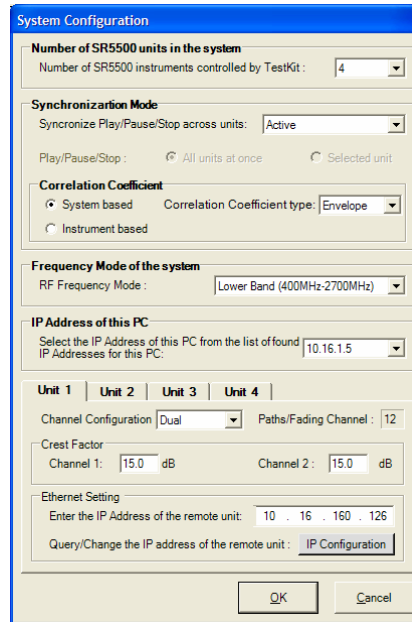 System Configuration
Number of SR5500 units in the system
Number of SR5500 instruments controlled by TestKit : 4
Synchronizartion Mode
Syncronize Play/Pause/Stop across units: Active
Play/Pause/Stop : All units at once Selected unit
Correlation Coefficient
System based Correlation Coefficient type: Envelope
Instrument based
Frequency Mode of the system
RF Frequency Mode : Lower Band (400MHz-2700MHz)
IP Address of this PC
Select the IP Address of this PC from the list of found
IP Addresses for this PC: 10.16.1.5
Unit 1 Unit 2 Unit 3 Unit 4
Channel Configuration Dual Paths/Fading Channel : 12
Crest Factor
Channel 1: 15.0 dB Channel 2 : 15.0 dB
Ethernet Setting
Enter the IP Address of the remote unit: 10 . 16 . 160 . 126
Query/Change the IP address of the remote unit : IP Configuration
OK Cancel